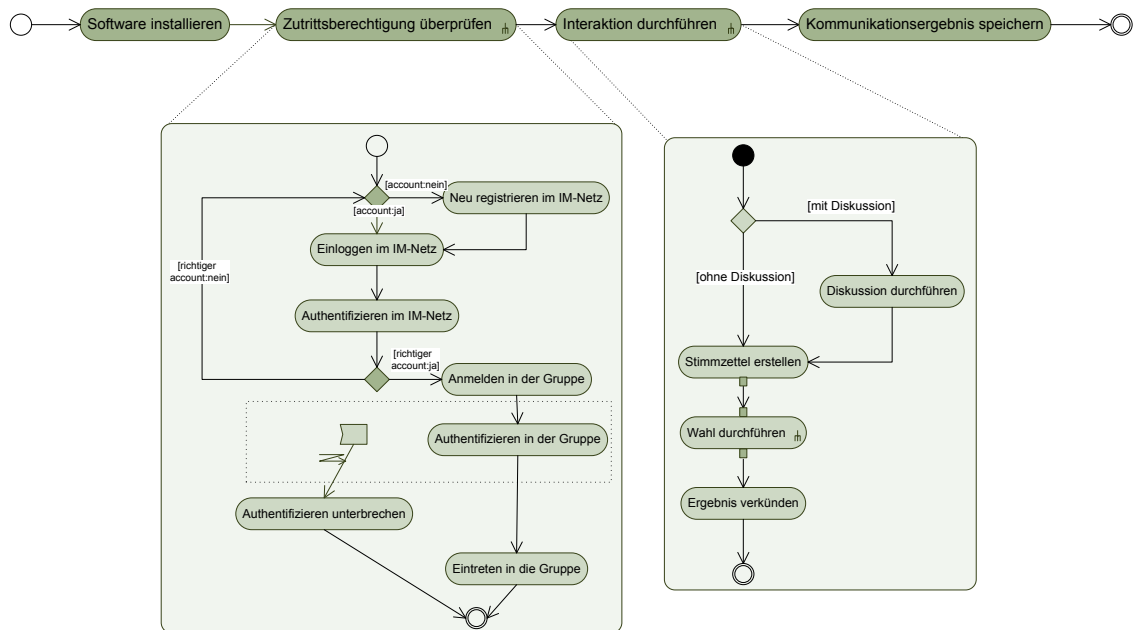 Software installieren
Zutrittsberechtigung überprüfen
Interaktion durchführen
Kommunikationsergebnis speichern
[account:nein]
Neu registrieren im IM-Netz
[account:ja]
Einloggen im IM-Netz
[richtiger
account:nein]
Authentifizieren im IM-Netz
[richtiger
account:ja]
Anmelden in der Gruppe
Authentifizieren in der Gruppe
Authentifizieren unterbrechen
Eintreten in die Gruppe
[mit Diskussion]
[ohne Diskussion]
Diskussion durchführen
Stimmzettel erstellen
Wahl durchführen
Ergebnis verkünden